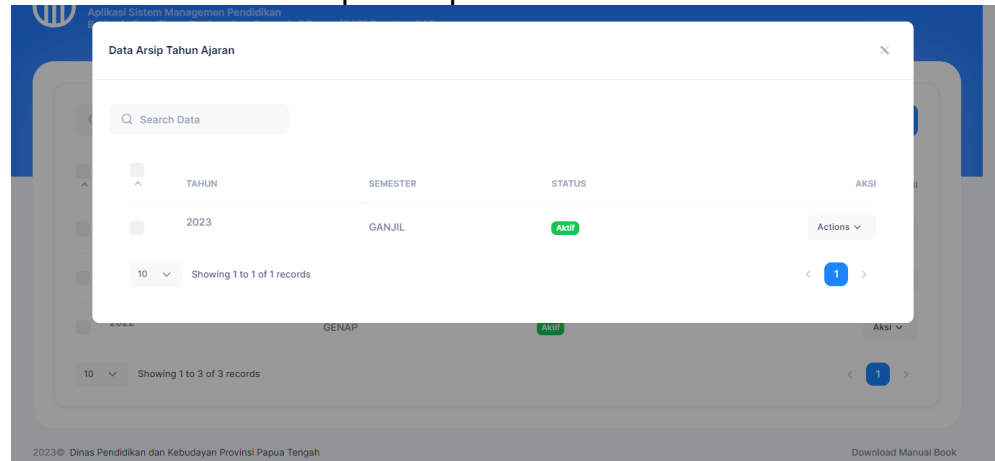 Aplikasi Sistem Managemen Pendidikan
Data Arsip Tahun Ajaran
Search Data
TAHUN SEMESTER STATUS AKSI
2023 GANJIL Aktif Actions
10 Showing 1 to 1 of 1 records 1
GENAP Aktif Aksi
10 Showing 1 to 3 of 3 records 1
2023© Dinas Pendidikan dan Kebudayaan Provinsi Papua Tengah Download Manual Book